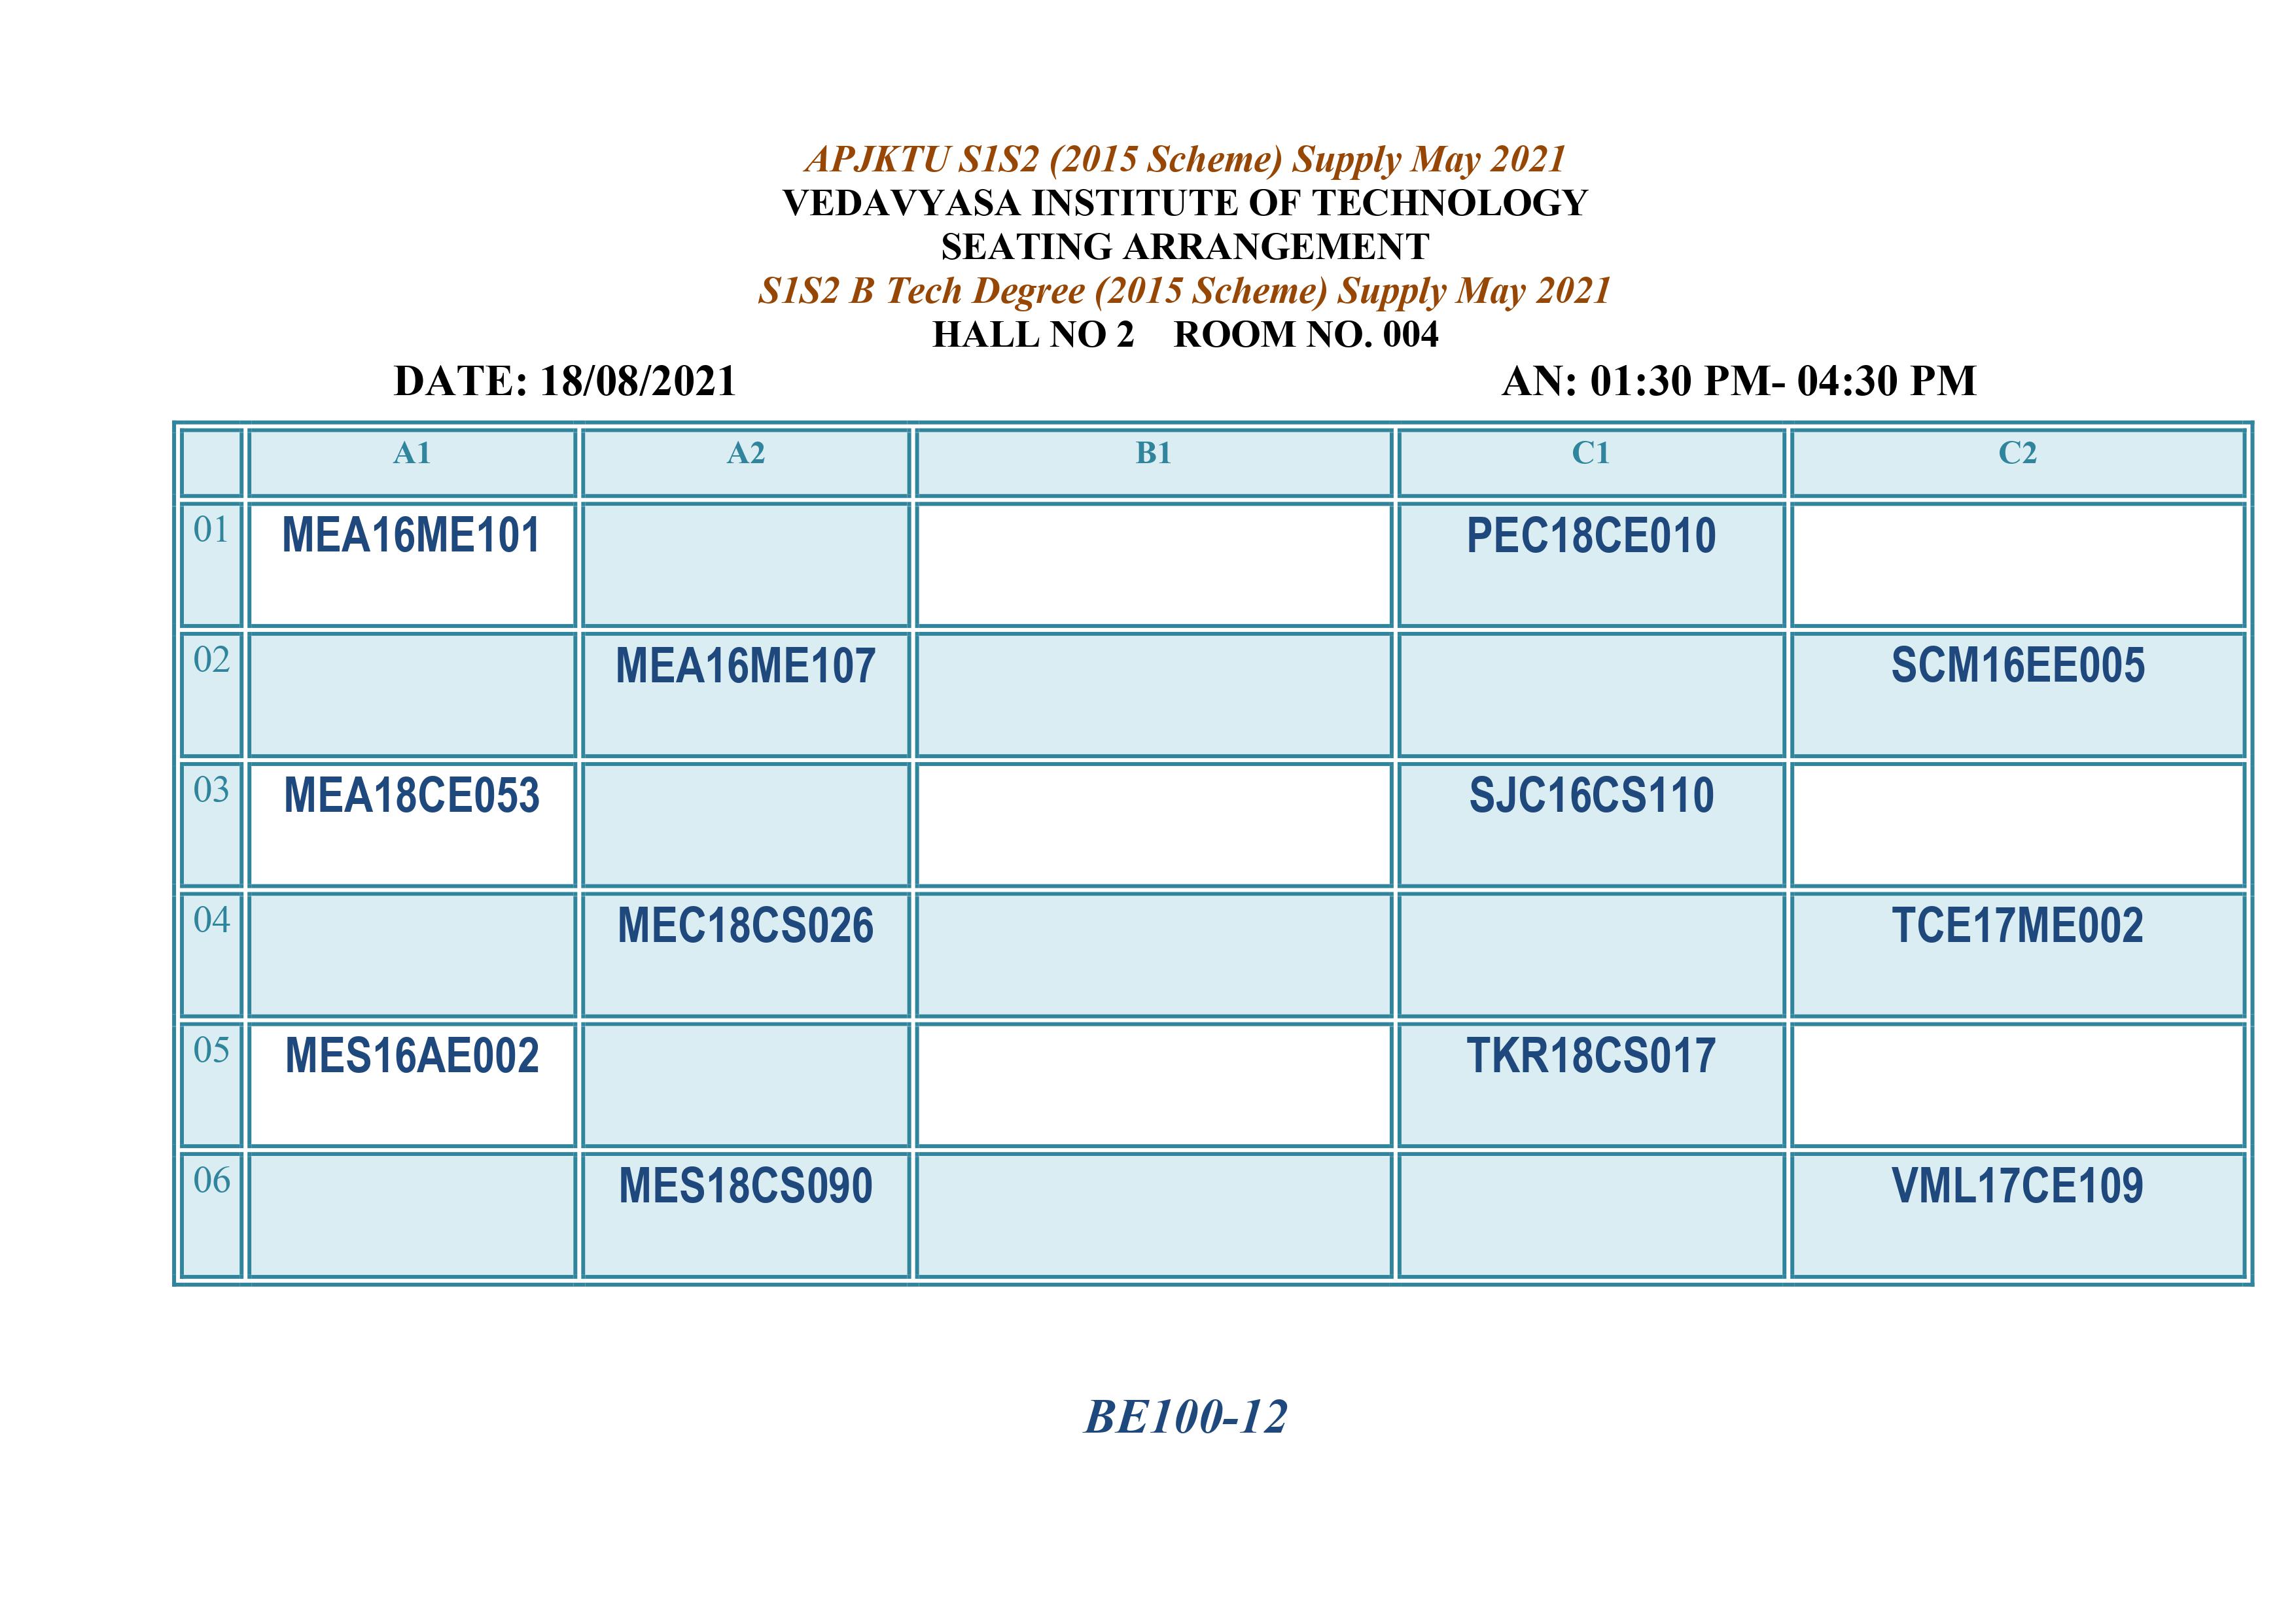 APJKTU S1S2 (2015 Scheme) Supply May 2021
VEDAVYASA INSTITUTE OF TECHNOLOGY
SEATING ARRANGEMENT
S1S2 B Tech Degree (2015 Scheme) Supply May 2021
HALL NO 2 ROOM NO. 004
DATE: 18/08/2021 AN: 01:30 PM- 04:30 PM
A1 A2 B1 C1 C2
01 MEA16ME101 PEC18CE010
02 MEA16ME107 SCM16EE005
03 MEA18CE053 SJC16CS110
04 MEC18CS026 TCE17ME002
05 MES16AE002 TKR18CS017
06 MES18CS090 VML17CE109
BE100-12